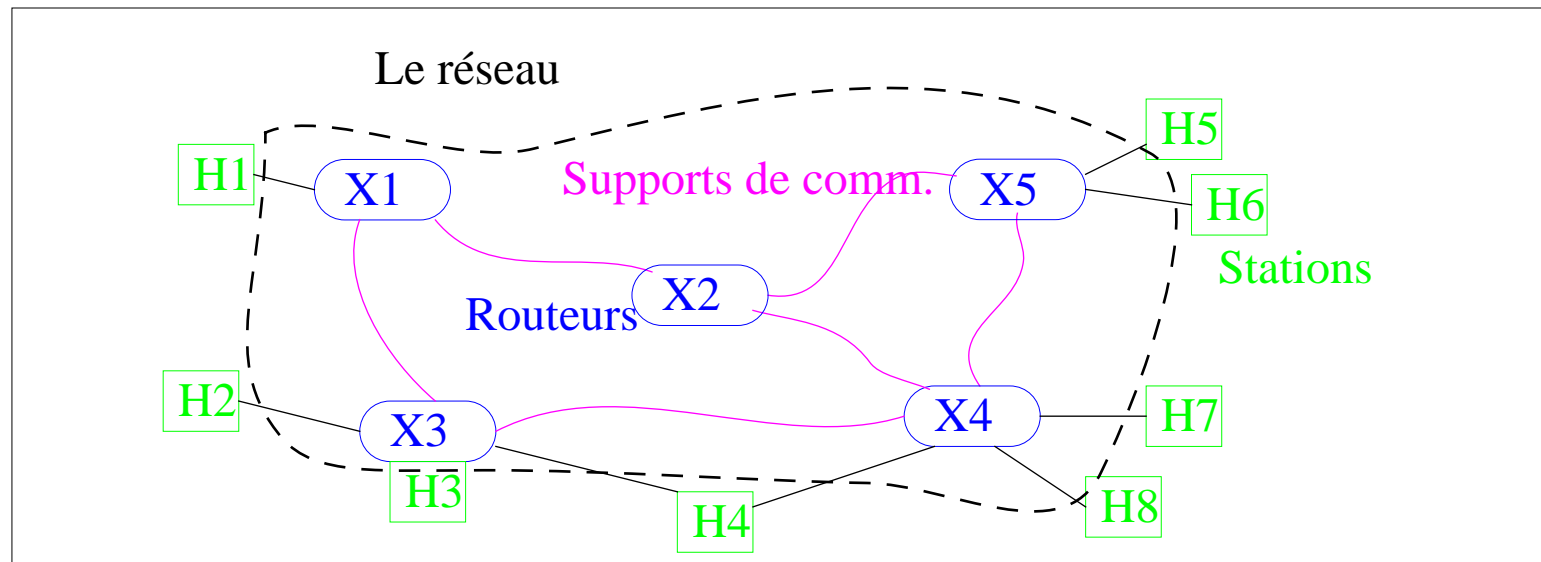 Le réseau
H5
H1
X1
Supports de comm.
X5
H6
Stations
X2
Routeurs
H2
X3
X4
H7
H3
H4
H8